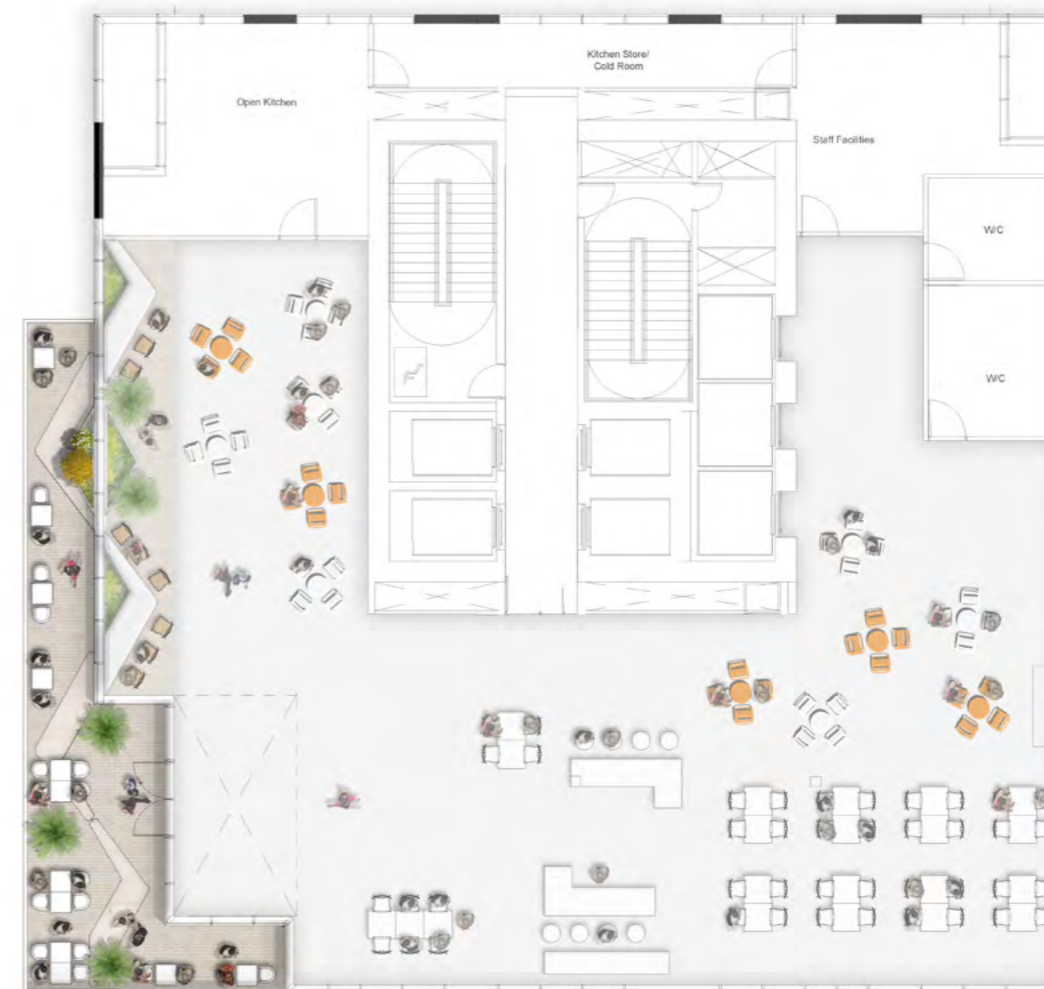 Kitchen Store/
Cold Room
Open Kitchen
Staff Facilities
W/C
W/C